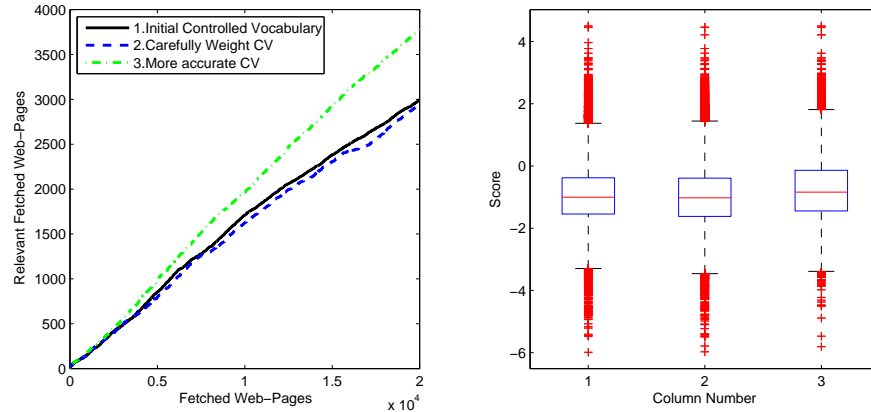 4000
3500
3000
2500
2000
1500
1000
500
0
Relevant Fetched Web-Pages
1.Initial Controlled Vocabulary
2.Carefully Weight CV
3.More accurate CV
0 0.5 1 1.5 2
x 10^4
Fetched Web-Pages
4
2
0
−2
−4
−6
Score
1 2 3
Column Number